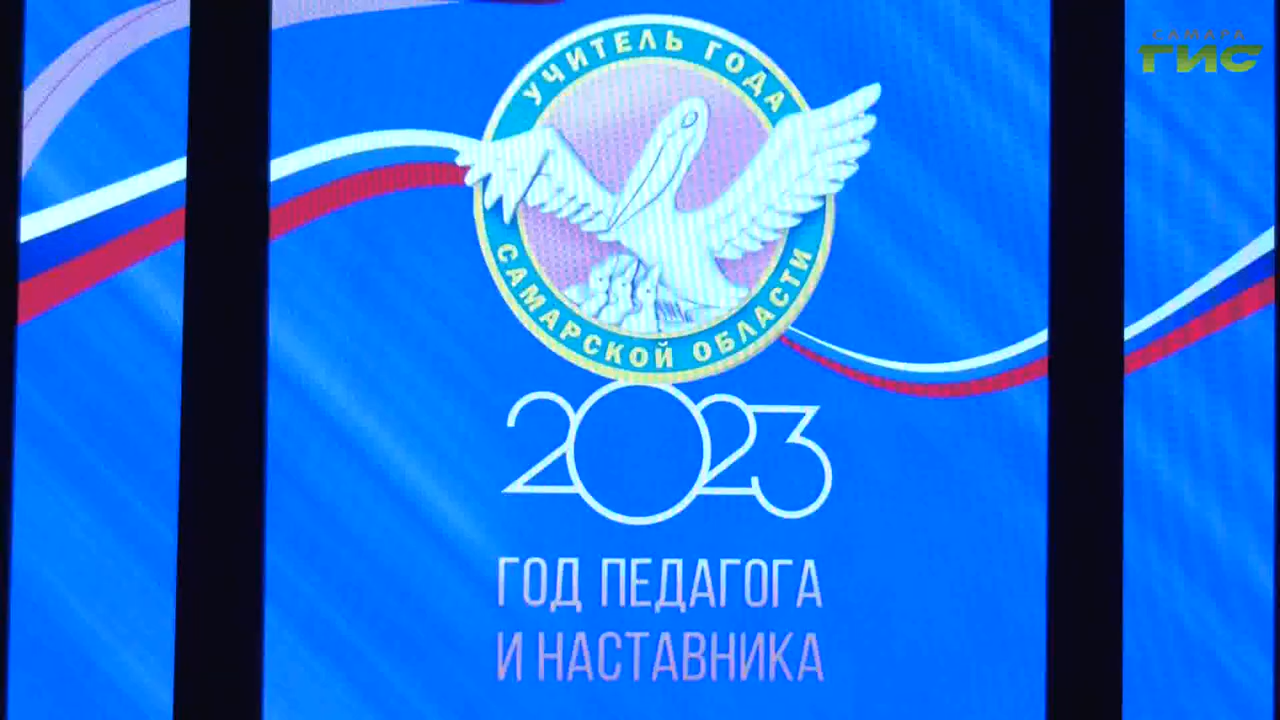 САМАРА
ГИС
УЧИТЕЛЬ ГОДА
САМАРСКОЙ ОБЛАСТИ
2023
ГОД ПЕДАГОГА
И НАСТАВНИКА